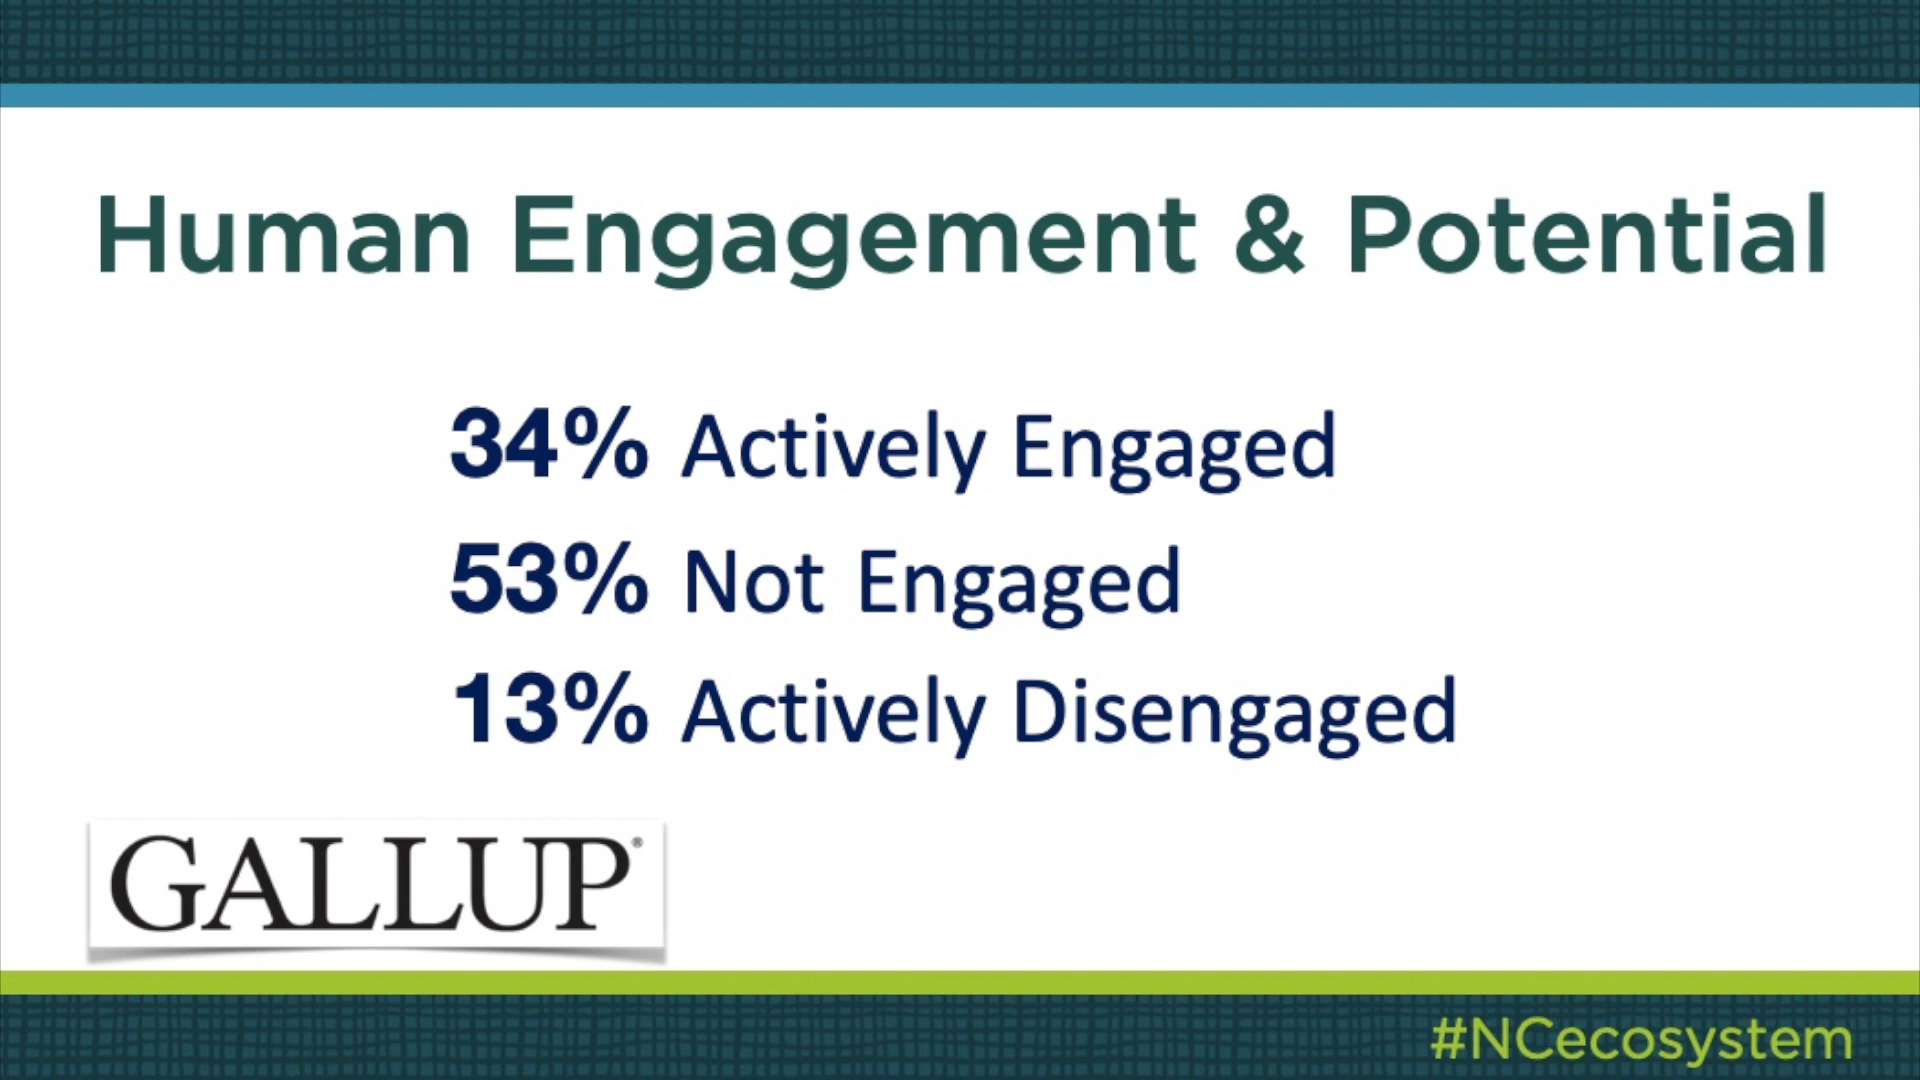 Human Engagement & Potential
34% Actively Engaged
53% Not Engaged
13% Actively Disengaged
GALLUP®
#NCecosystem